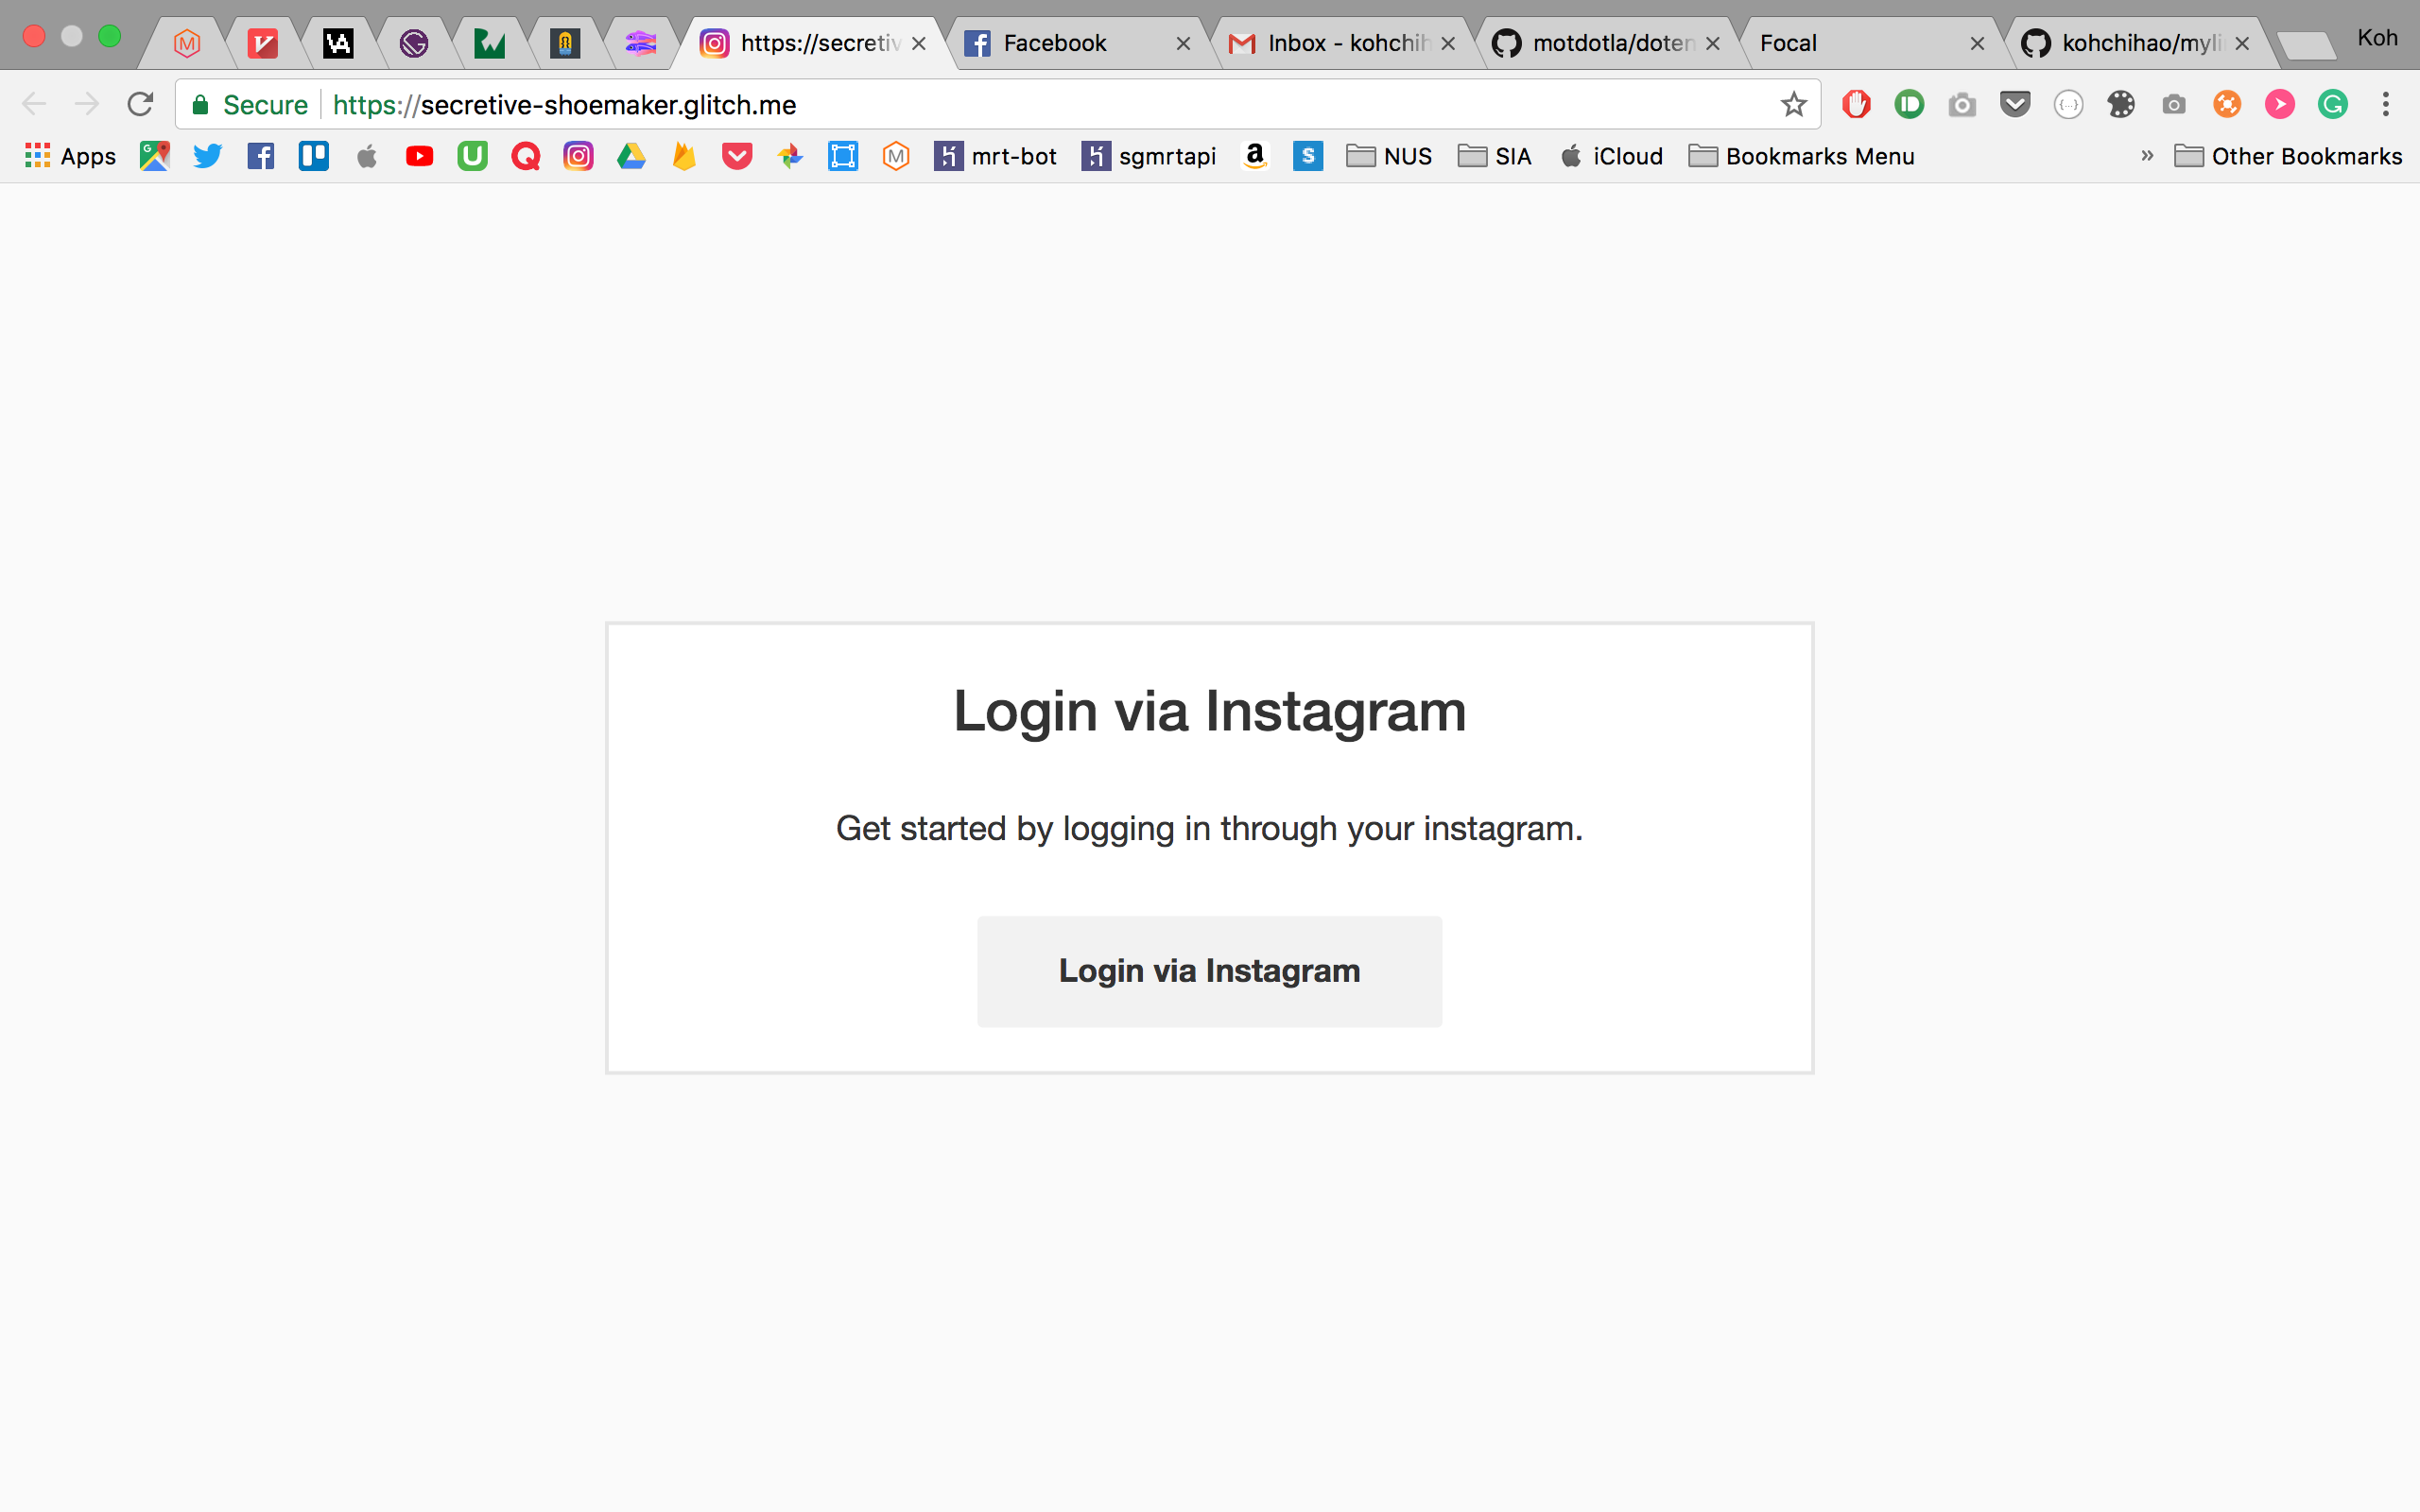 https://secretiv
Facebook
Inbox - kohchih
motdotla/doten
Focal
kohchihao/myli
Koh
Secure https://secretive-shoemaker.glitch.me
Apps mrt-bot sgmrtapi NUS SIA iCloud Bookmarks Menu » Other Bookmarks
Login via Instagram
Get started by logging in through your instagram.
Login via Instagram